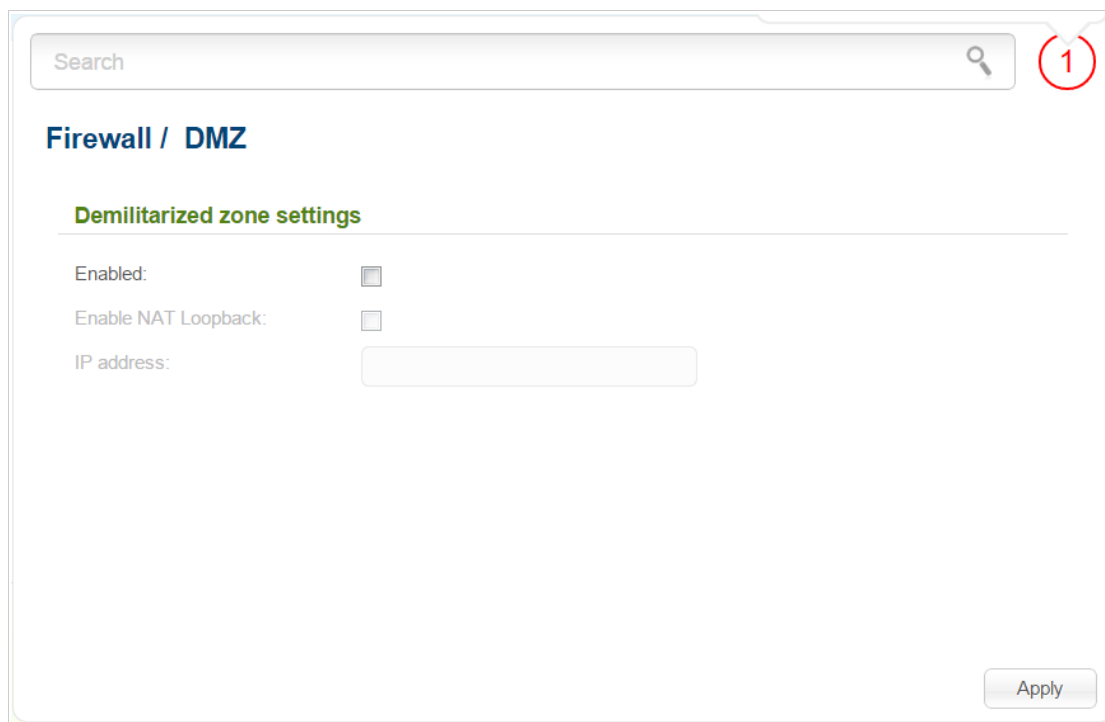 Search
1
Firewall / DMZ
Demilitarized zone settings
Enabled:
Enable NAT Loopback:
IP address:
Apply